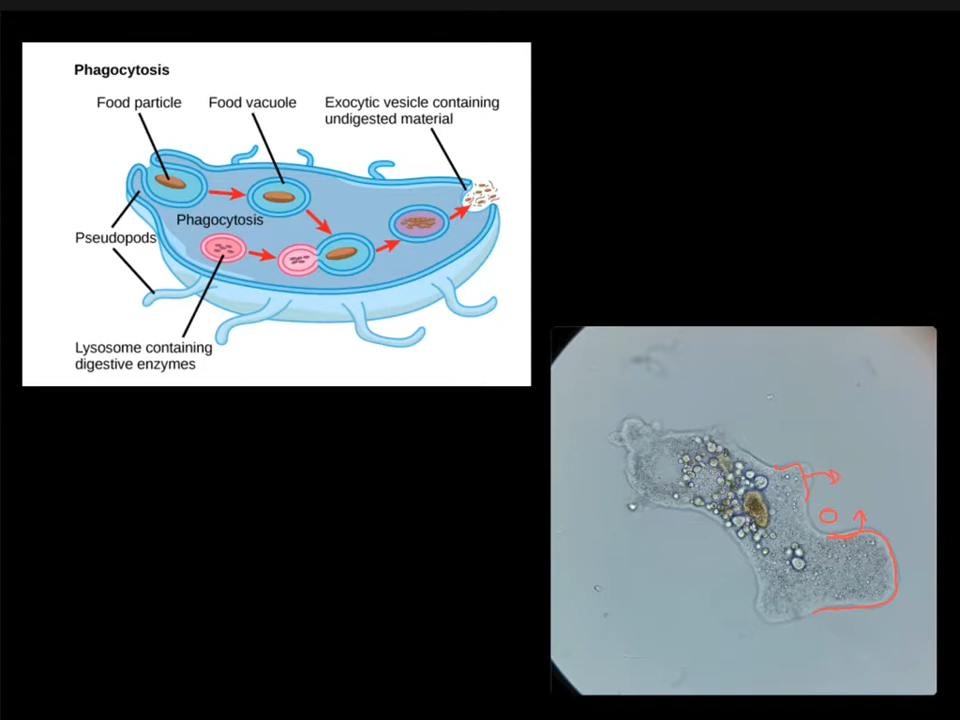 Phagocytosis
Food particle
Food vacuole
Exocytic vesicle containing
undigested material
Phagocytosis
Pseudopods
Lysosome containing
digestive enzymes